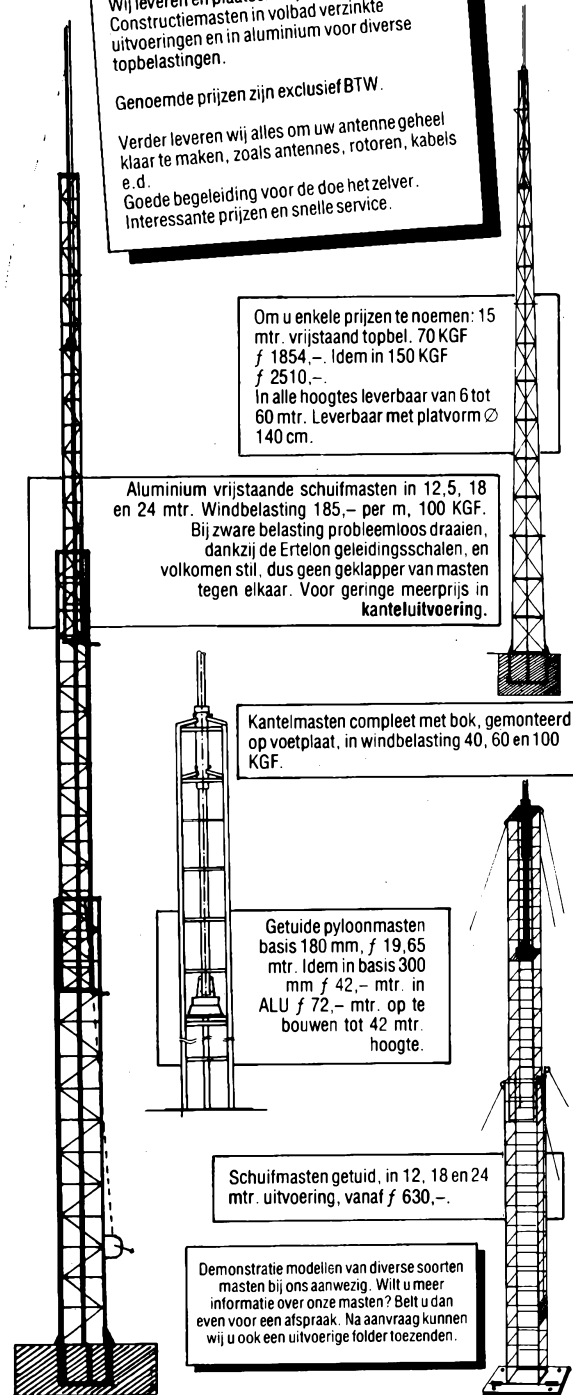 Wij leveren en
Constructiemasten in volbad verzinkte
uitvoeringen en in aluminium voor diverse
topbelastingen.
Genoemde prijzen zijn exclusief BTW.
Verder leveren wij alles om uw antenne geheel
klaar te maken, zoals antennes, rotoren, kabels
e.d.
Goede begeleiding voor de doe het zelver.
Interessante prijzen en snelle service.
Om u enkele prijzen te noemen: 15
mtr. vrijstaand topbel. 70 KGF
ƒ 1854,–. Idem in 150 KGF
ƒ 2510,–.
In alle hoogtes leverbaar van 6 tot
60 mtr. Leverbaar met platvorm ∅
140 cm.
Aluminium vrijstaande schuifmasten in 12,5, 18
en 24 mtr. Windbelasting 185,– per m, 100 KGF.
Bij zware belasting probleemloos draaien,
dankzij de Ertelon geleidingsschalen, en
volkomen stil, dus geen geklapper van masten
tegen elkaar. Voor geringe meerprijs in
kanteluitvoering.
Kantelmasten compleet met bok, gemonteerd
op voetplaat, in windbelasting 40, 60 en 100
KGF.
Getuide pyloonmasten
basis 180 mm, ƒ 19,65
mtr. Idem in basis 300
mm ƒ 42,– mtr. in
ALU ƒ 72,– mtr. op te
bouwen tot 42 mtr.
hoogte.
Schuifmasten getuid, in 12, 18 en 24
mtr. uitvoering, vanaf ƒ 630,–.
Demonstratie modellen van diverse soorten
masten bij ons aanwezig. Wilt u meer
informatie over onze masten? Belt u dan
even voor een afspraak. Na aanvraag kunnen
wij u ook een uitvoerige folder toezenden.